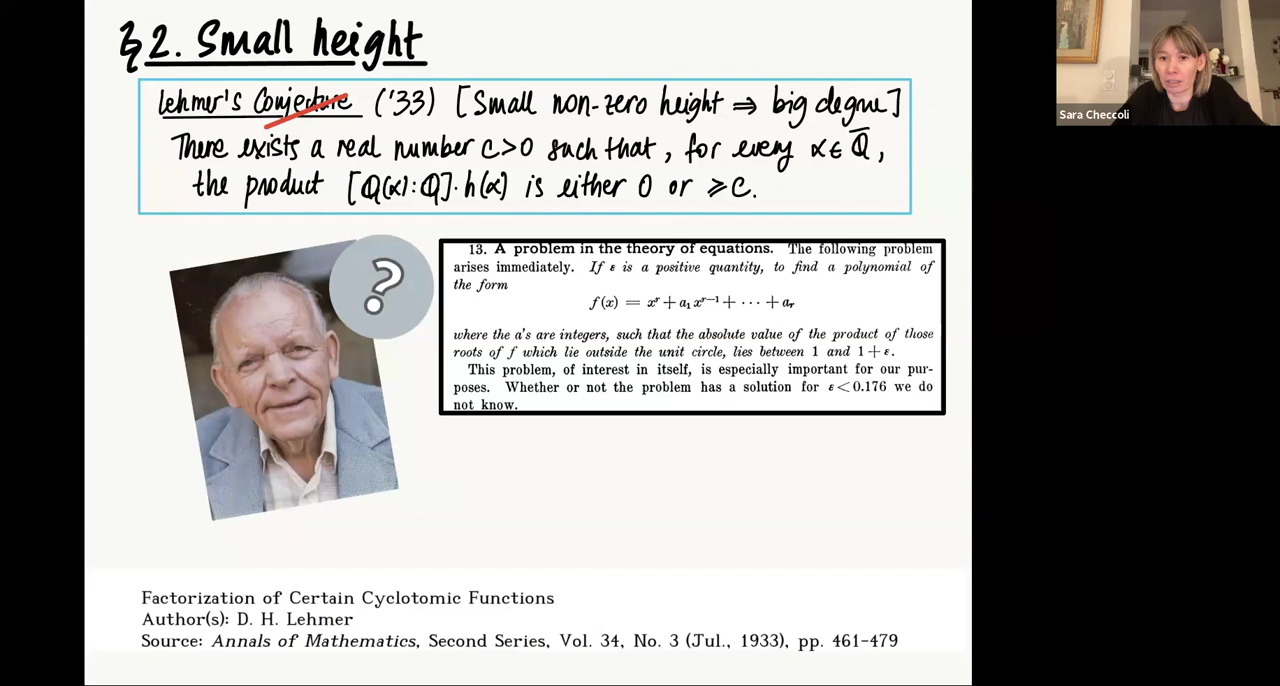 §2. Small height
Lehmer's Conjecture ('33) [Small non-zero height ⇒ big degree]
There exists a real number c>0 such that, for every α∈ℚ̅,
the product [ℚ(α):ℚ]·h(α) is either 0 or ⩾c.
?
13. A problem in the theory of equations. The following problem
arises immediately. If ε is a positive quantity, to find a polynomial of
the form
f(x) = xʳ + a₁xʳ⁻¹ + ··· + aᵣ
where the a's are integers, such that the absolute value of the product of those
roots of f which lie outside the unit circle, lies between 1 and 1 + ε.
This problem, of interest in itself, is especially important for our pur-
poses. Whether or not the problem has a solution for ε < 0.176 we do
not know.
Factorization of Certain Cyclotomic Functions
Author(s): D. H. Lehmer
Source: Annals of Mathematics, Second Series, Vol. 34, No. 3 (Jul., 1933), pp. 461-479
Sara Checcoli